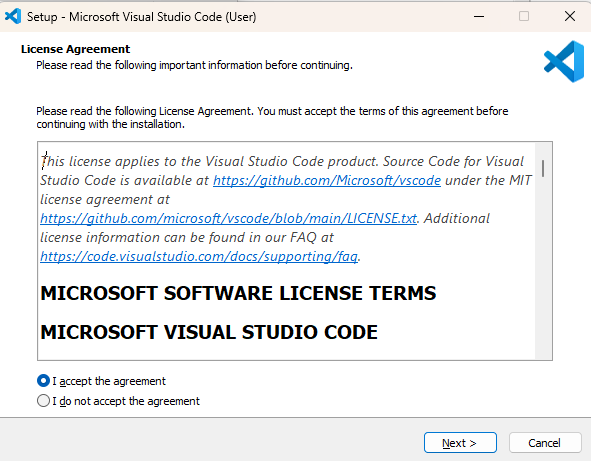 Setup - Microsoft Visual Studio Code (User)
License Agreement
Please read the following important information before continuing.
Please read the following License Agreement. You must accept the terms of this agreement before
continuing with the installation.
This license applies to the Visual Studio Code product. Source Code for Visual
Studio Code is available at https://github.com/Microsoft/vscode under the MIT
license agreement at
https://github.com/microsoft/vscode/blob/main/LICENSE.txt. Additional
license information can be found in our FAQ at
https://code.visualstudio.com/docs/supporting/faq.
MICROSOFT SOFTWARE LICENSE TERMS
MICROSOFT VISUAL STUDIO CODE
I accept the agreement
I do not accept the agreement
Next >
Cancel